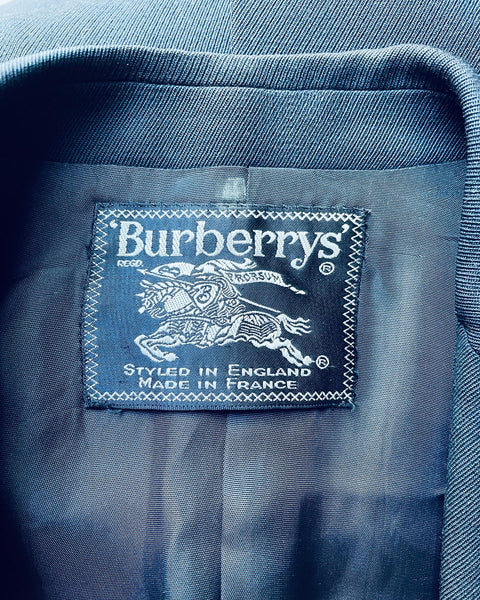 'Burberrys'®
REGD.
PRORSUM
®
STYLED IN ENGLAND
MADE IN FRANCE